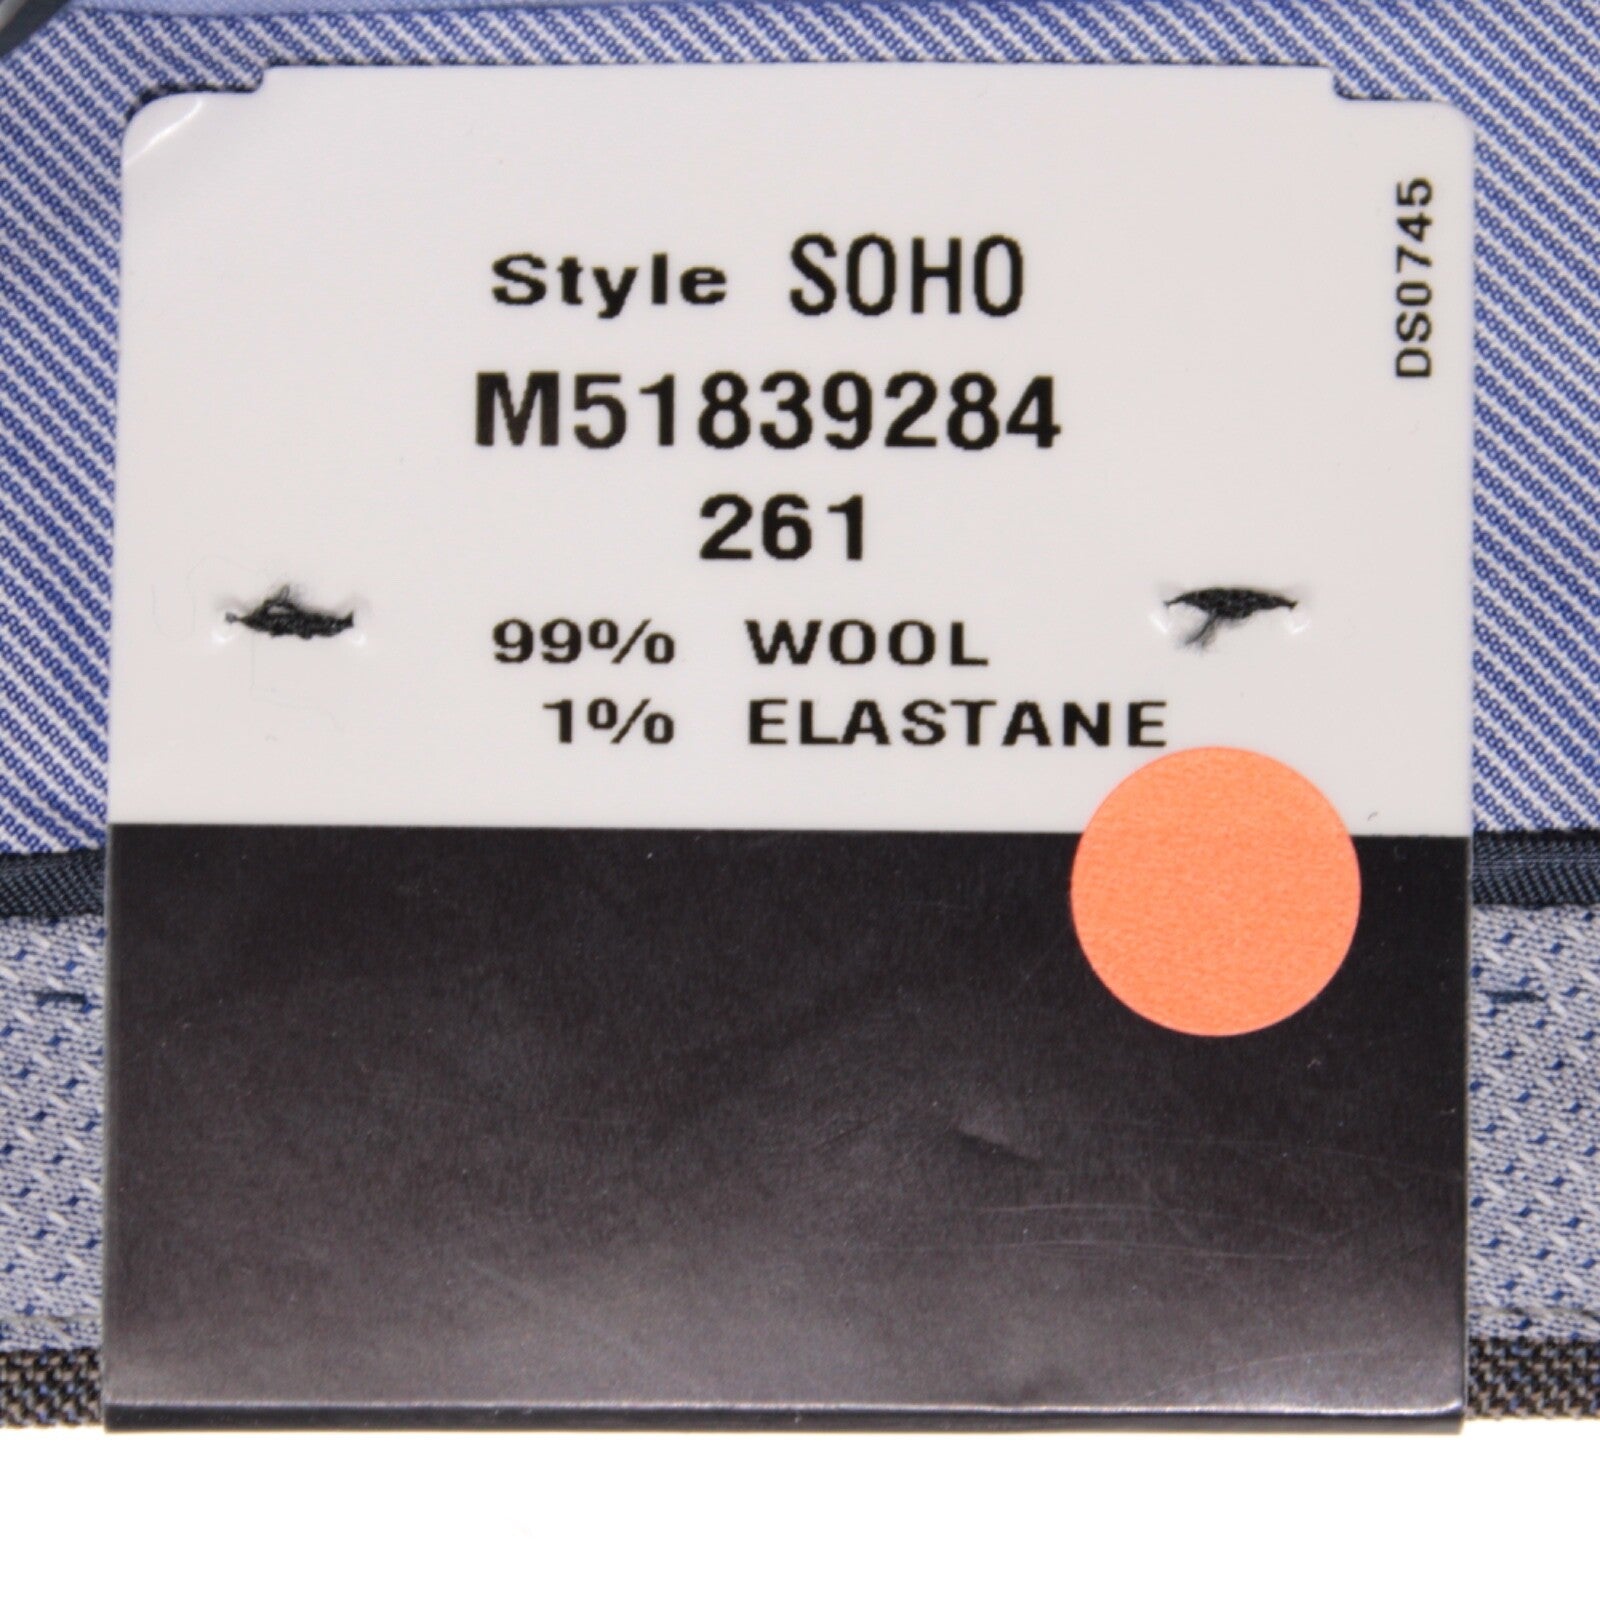 Style SOHO
M51839284
261
99% WOOL
1% ELASTANE
DS0745